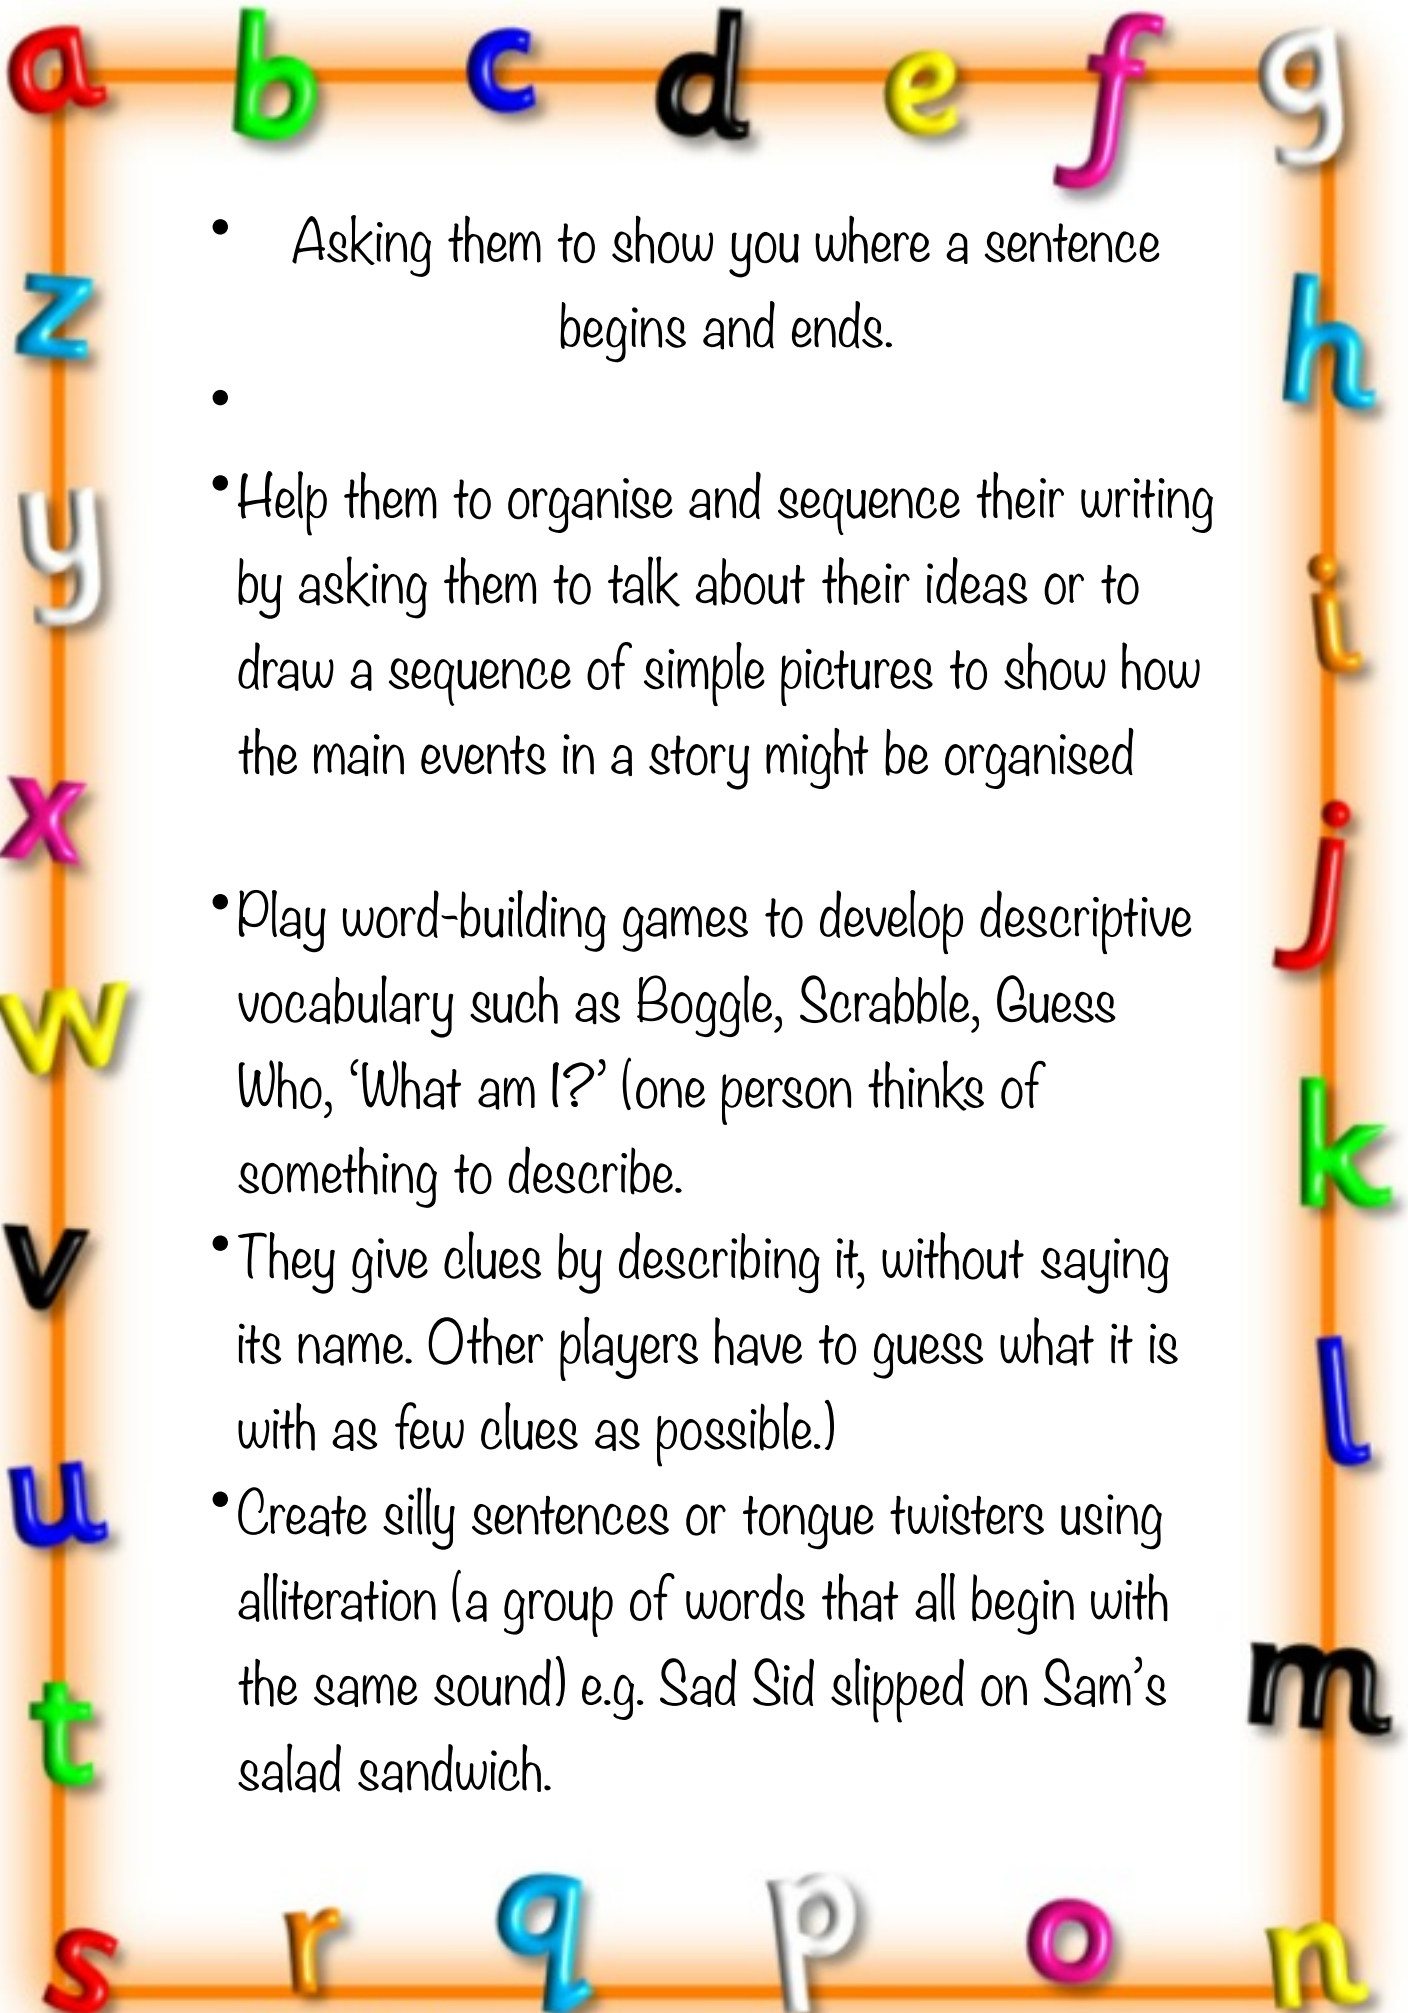 a b c d e f g
• Asking them to show you where a sentence
begins and ends.
•
• Help them to organise and sequence their writing
by asking them to talk about their ideas or to
draw a sequence of simple pictures to show how
the main events in a story might be organised
• Play word-building games to develop descriptive
vocabulary such as Boggle, Scrabble, Guess
Who, ‘What am I?’ (one person thinks of
something to describe.
• They give clues by describing it, without saying
its name. Other players have to guess what it is
with as few clues as possible.)
• Create silly sentences or tongue twisters using
alliteration (a group of words that all begin with
the same sound) e.g. Sad Sid slipped on Sam’s
salad sandwich.
h
i
j
k
l
m
n
o
p
q
r
s
t
u
v
w
x
y
z